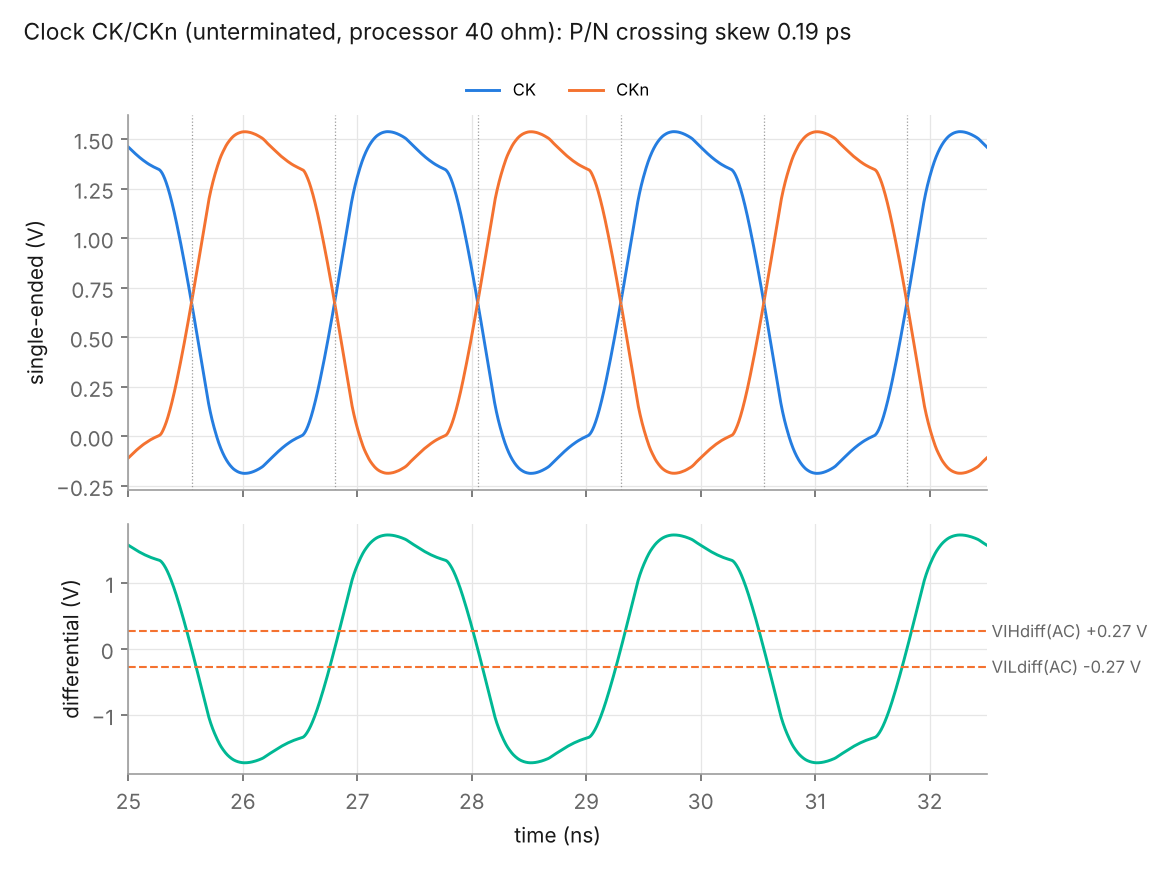 Clock CK/CKn (unterminated, processor 40 ohm): P/N crossing skew 0.19 ps
CK
CKn
single-ended (V)
1.50
1.25
1.00
0.75
0.50
0.25
0.00
−0.25
differential (V)
1
0
−1
VIHdiff(AC) +0.27 V
VILdiff(AC) -0.27 V
25
26
27
28
29
30
31
32
time (ns)